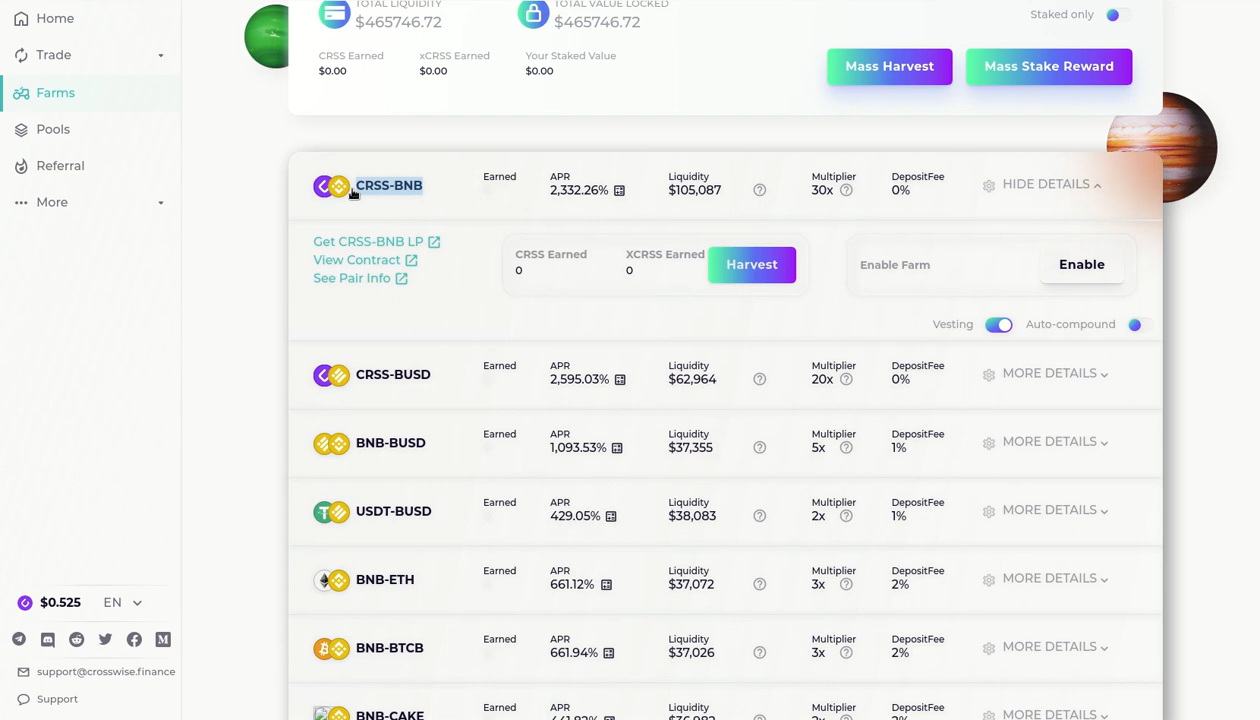 Home
Trade
Farms
Pools
Referral
More
TOTAL LIQUIDITY
$465746.72
TOTAL VALUE LOCKED
$465746.72
Staked only
CRSS Earned
$0.00
xCRSS Earned
$0.00
Your Staked Value
$0.00
Mass Harvest
Mass Stake Reward
CRSS-BNB
Earned
APR
2,332.26%
Liquidity
$105,087
Multiplier
30x
DepositFee
0%
HIDE DETAILS
Get CRSS-BNB LP
View Contract
See Pair Info
CRSS Earned
0
XCRSS Earned
0
Harvest
Enable Farm
Enable
Vesting
Auto-compound
CRSS-BUSD
Earned
APR
2,595.03%
Liquidity
$62,964
Multiplier
20x
DepositFee
0%
MORE DETAILS
BNB-BUSD
Earned
APR
1,093.53%
Liquidity
$37,355
Multiplier
5x
DepositFee
1%
MORE DETAILS
USDT-BUSD
Earned
APR
429.05%
Liquidity
$38,083
Multiplier
2x
DepositFee
1%
MORE DETAILS
BNB-ETH
Earned
APR
661.12%
Liquidity
$37,072
Multiplier
3x
DepositFee
2%
MORE DETAILS
BNB-BTCB
Earned
APR
661.94%
Liquidity
$37,026
Multiplier
3x
DepositFee
2%
MORE DETAILS
BNB-CAKE
Earned
APR
Liquidity
Multiplier
DepositFee
MORE DETAILS
$0.525
EN
support@crosswise.finance
Support